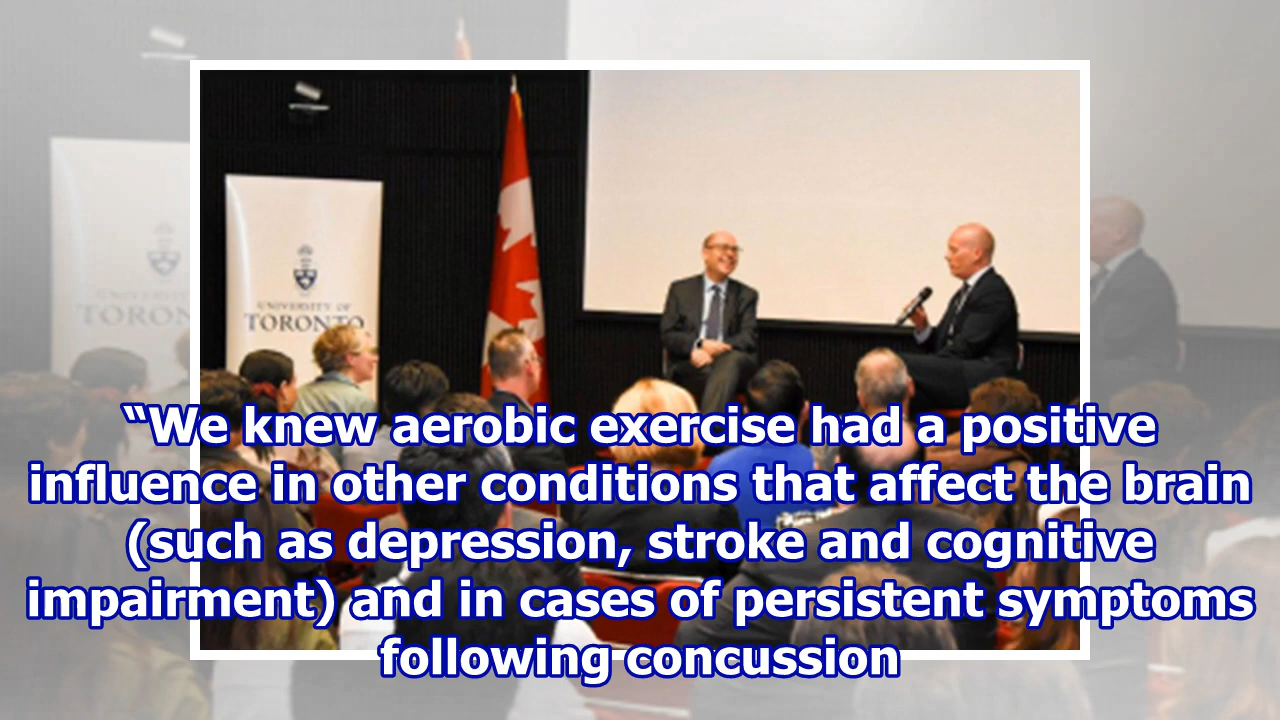 UNIVERSITY OF
TORONTO
“We knew aerobic exercise had a positive
influence in other conditions that affect the brain
(such as depression, stroke and cognitive
impairment) and in cases of persistent symptoms
following concussion